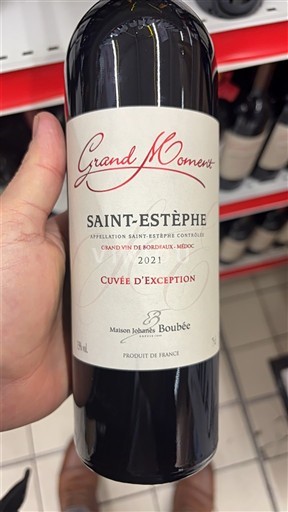 Grand Moment
SAINT-ESTÈPHE
APPELLATION SAINT-ESTÈPHE CONTRÔLÉE
GRAND VIN DE BORDEAUX - MÉDOC
2021
CUVÉE D'EXCEPTION
B
Maison Johanès Boubée
PRODUIT DE FRANCE